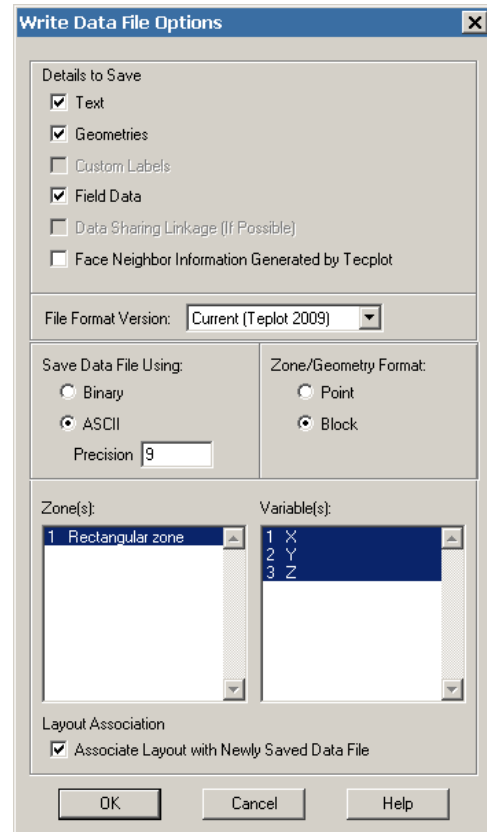 Write Data File Options
Details to Save
Text
Geometries
Custom Labels
Field Data
Data Sharing Linkage (If Possible)
Face Neighbor Information Generated by Tecplot
File Format Version: Current (Teplot 2009)
Save Data File Using:
Binary
ASCII
Precision 9
Zone/Geometry Format:
Point
Block
Zone(s):
1 Rectangular zone
Variable(s):
1 X
2 Y
3 Z
Layout Association
Associate Layout with Newly Saved Data File
OK Cancel Help